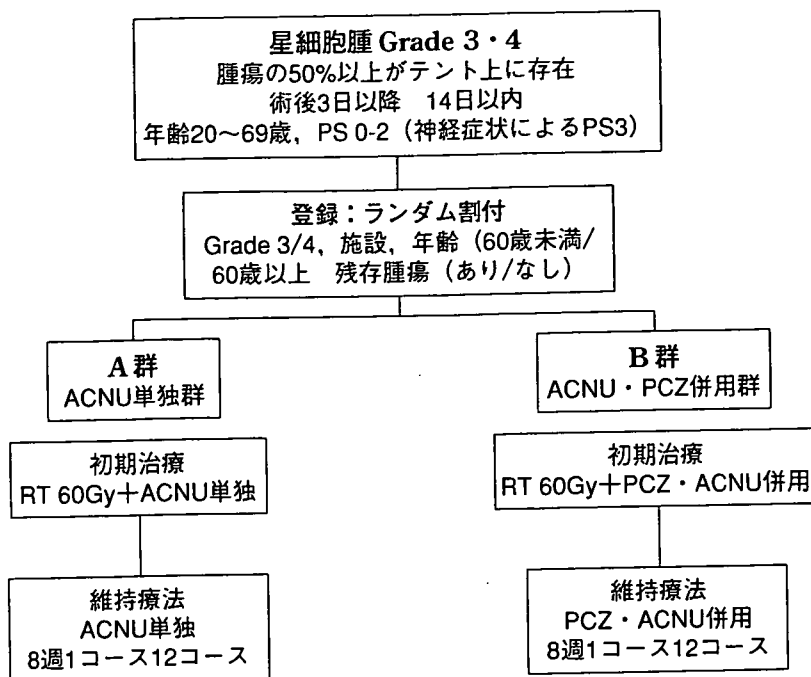 星細胞腫 Grade 3・4
腫瘍の50%以上がテント上に存在
術後3日以降　14日以内
年齢20〜69歳，PS 0-2（神経症状によるPS3）
登録：ランダム割付
Grade 3/4，施設，年齢（60歳未満/
60歳以上　残存腫瘍（あり/なし）
A 群
ACNU単独群
初期治療
RT 60Gy＋ACNU単独
維持療法
ACNU単独
8週1コース12コース
B 群
ACNU・PCZ併用群
初期治療
RT 60Gy＋PCZ・ACNU併用
維持療法
PCZ・ACNU併用
8週1コース12コース